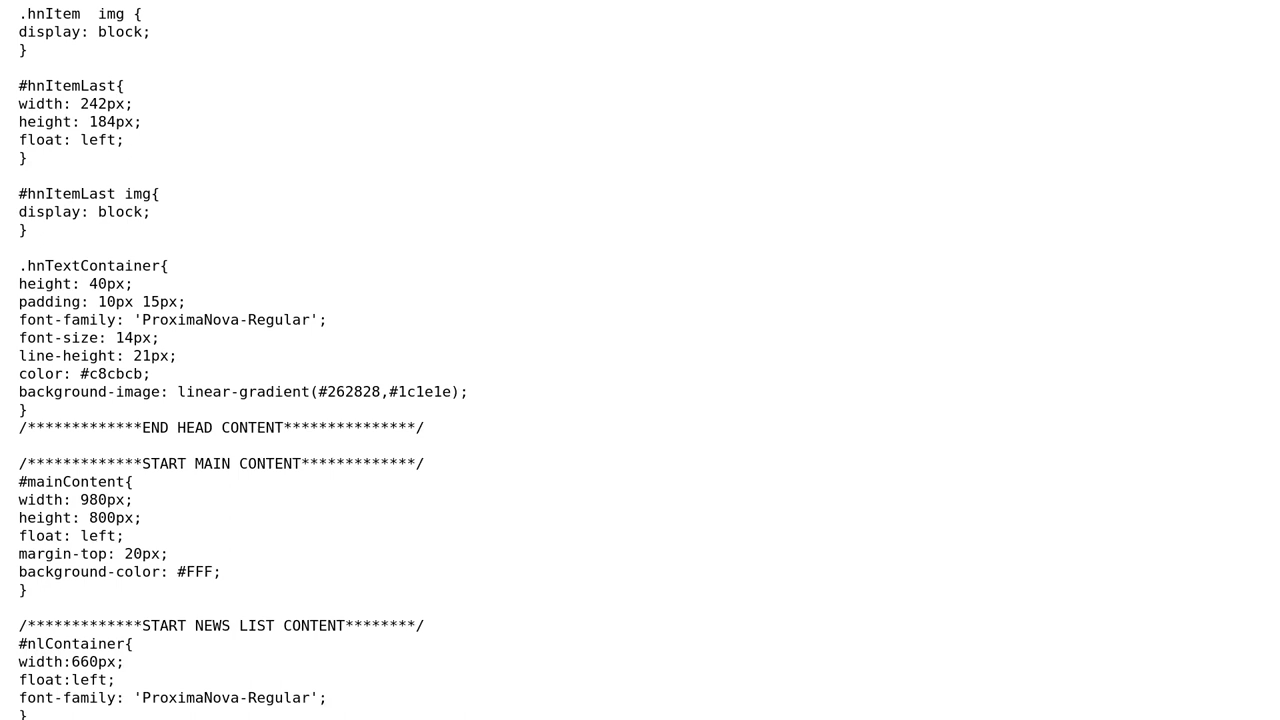 .hnItem  img {
display: block;
}

#hnItemLast{
width: 242px;
height: 184px;
float: left;
}

#hnItemLast img{
display: block;
}

.hnTextContainer{
height: 40px;
padding: 10px 15px;
font-family: 'ProximaNova-Regular';
font-size: 14px;
line-height: 21px;
color: #c8cbcb;
background-image: linear-gradient(#262828,#1c1e1e);
}
/*************END HEAD CONTENT***************/

/*************START MAIN CONTENT*************/
#mainContent{
width: 980px;
height: 800px;
float: left;
margin-top: 20px;
background-color: #FFF;
}

/*************START NEWS LIST CONTENT********/
#nlContainer{
width:660px;
float:left;
font-family: 'ProximaNova-Regular';
}